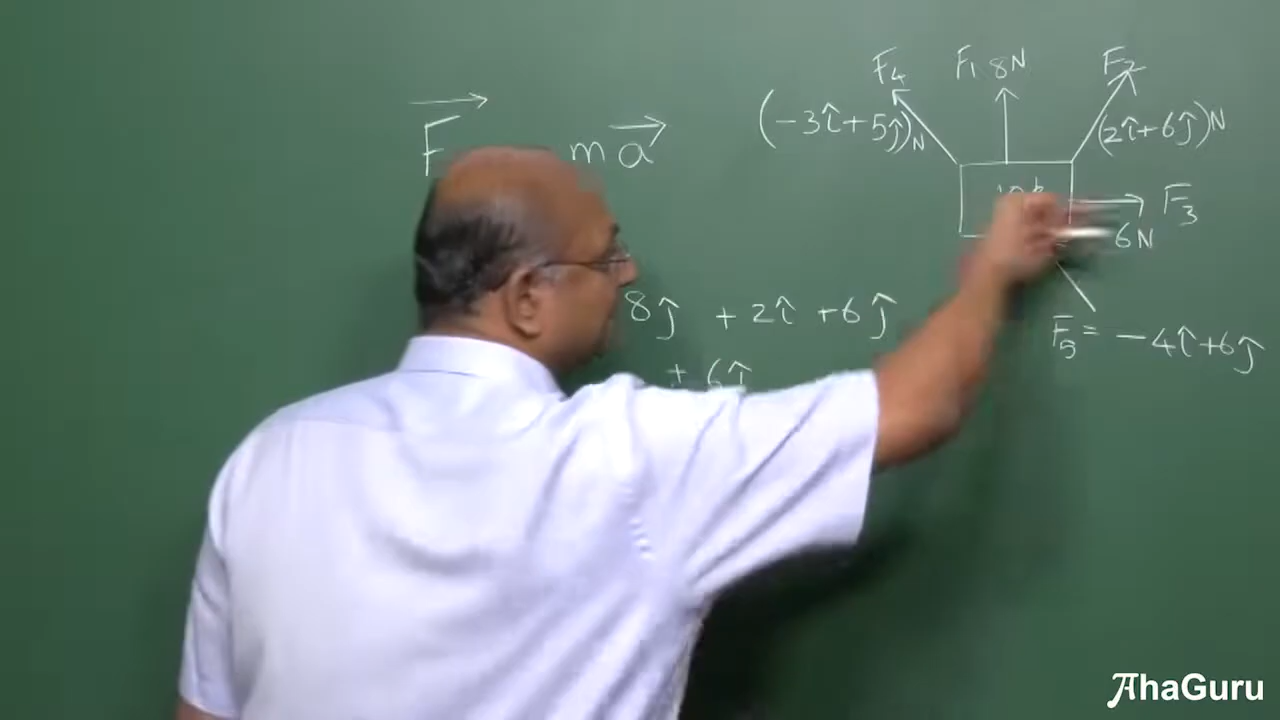 F ma
F4 F1 8N F2
(-3î+5ĵ)N
(2î+6ĵ)N
F3
6N
8ĵ +2î +6ĵ
+ 6î
F5 = -4î+6ĵ
AhaGuru